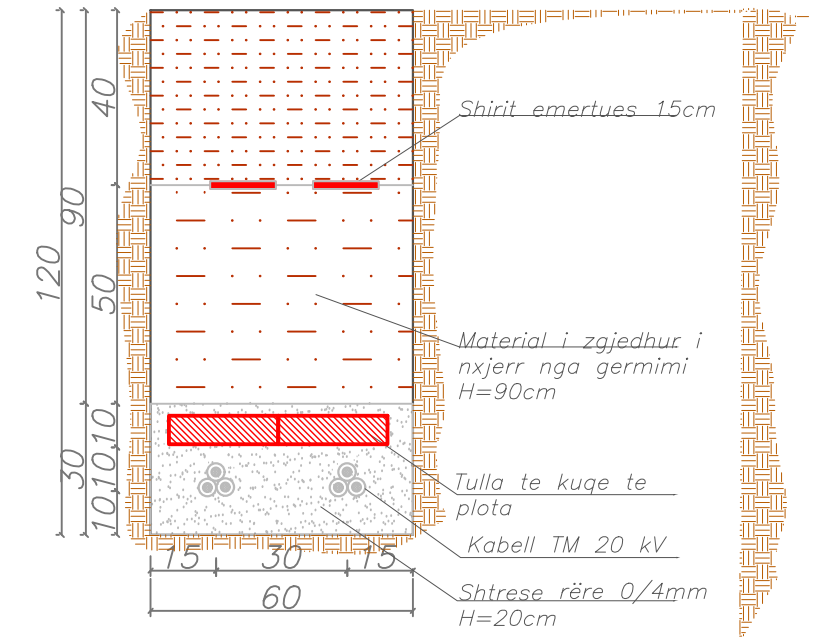 Shirit emertues 15cm
Material i zgjedhur i
nxjerr nga germimi
H=90cm
Tulla te kuqe te
plota
Kabell TM 20 kV
Shtrese rëre 0/4mm
H=20cm
120
90
30
40
50
10
10
10
10
15
30
15
60